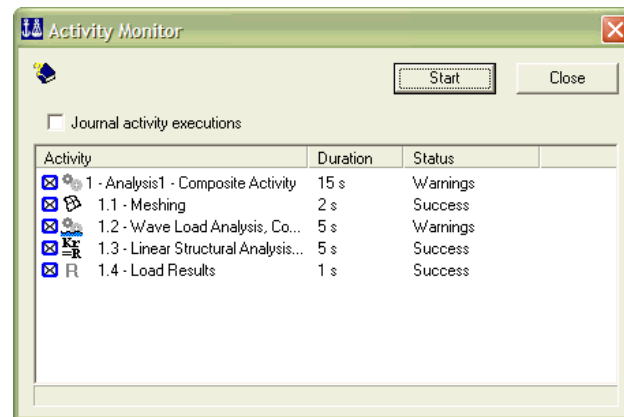 Activity Monitor
Start Close
Journal activity executions
Activity Duration Status
1 - Analysis1 - Composite Activity 15 s Warnings
1.1 - Meshing 2 s Success
1.2 - Wave Load Analysis, Co... 5 s Warnings
Kr =R 1.3 - Linear Structural Analysis... 5 s Success
R 1.4 - Load Results 1 s Success